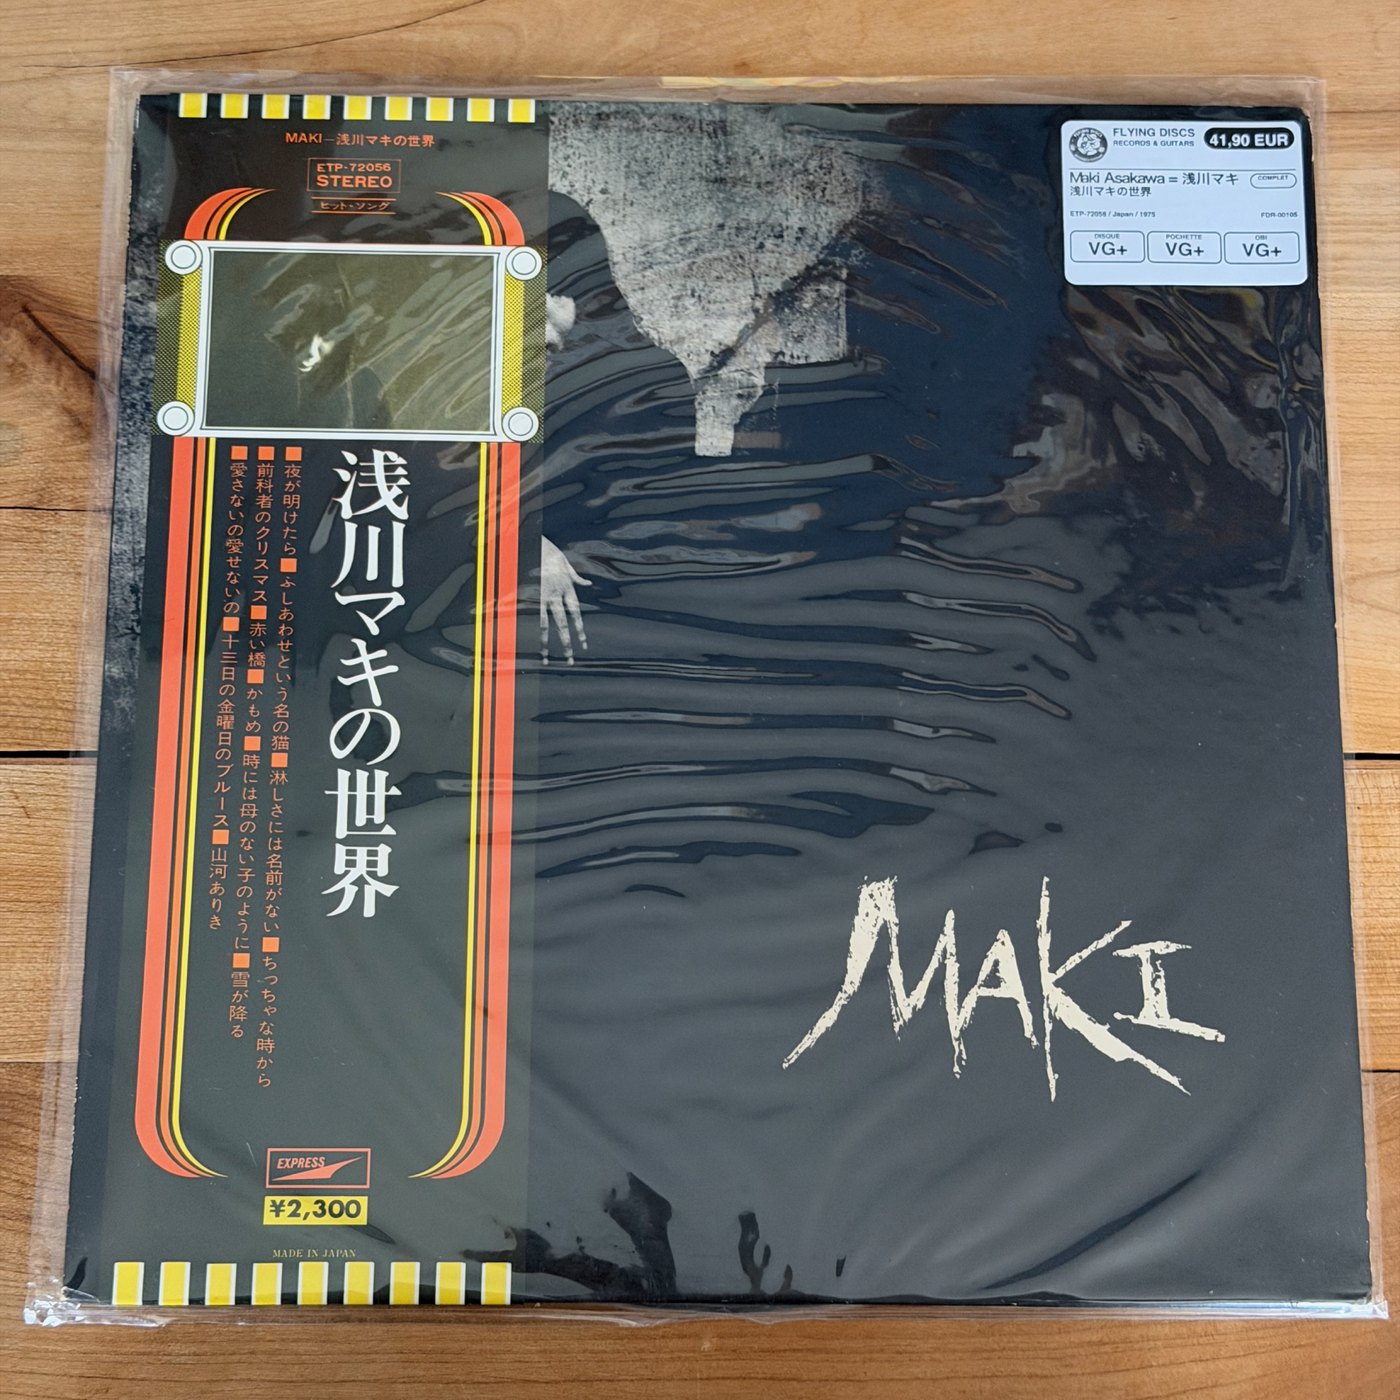 MAKI—浅川マキの世界
ETP-72056
STEREO
ヒット・ソング
浅川マキの世界
■夜が明けたら■ふしあわせという名の猫■淋しさには名前がない■ちっちゃな時から
■前科者のクリスマス■赤い橋■かもめ■時には母のない子のように■雪が降る
■愛さないの愛せないの■十三日の金曜日のブルース■山河ありき
EXPRESS
¥2,300
MADE IN JAPAN
FLYING DISCS
RECORDS & GUITARS
41,90 EUR
Maki Asakawa = 浅川マキ
浅川マキの世界
COMPLET
ETP-72056 / Japan / 1975
FDR-00105
DISQUE
VG+
POCHETTE
VG+
OBI
VG+
MAKI